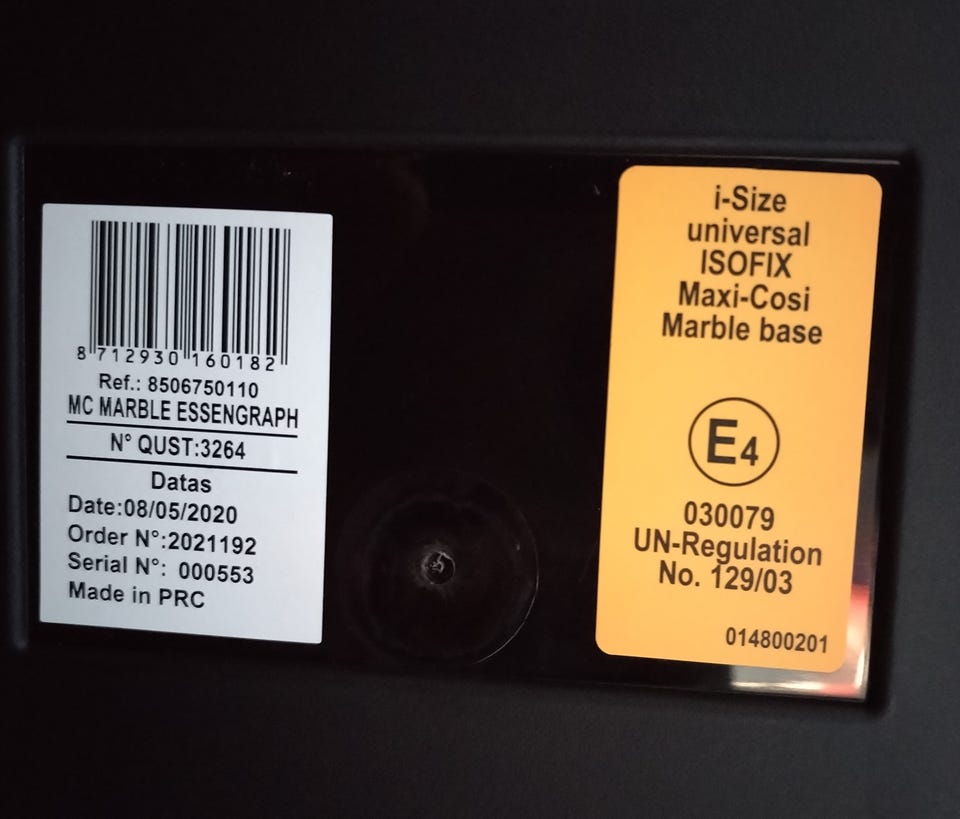 8 712930 160182
Ref.: 8506750110
MC MARBLE ESSENGRAPH
N° QUST:3264
Datas
Date:08/05/2020
Order N°:2021192
Serial N°: 000553
Made in PRC
i-Size
universal
ISOFIX
Maxi-Cosi
Marble base
E4
030079
UN-Regulation
No. 129/03
014800201